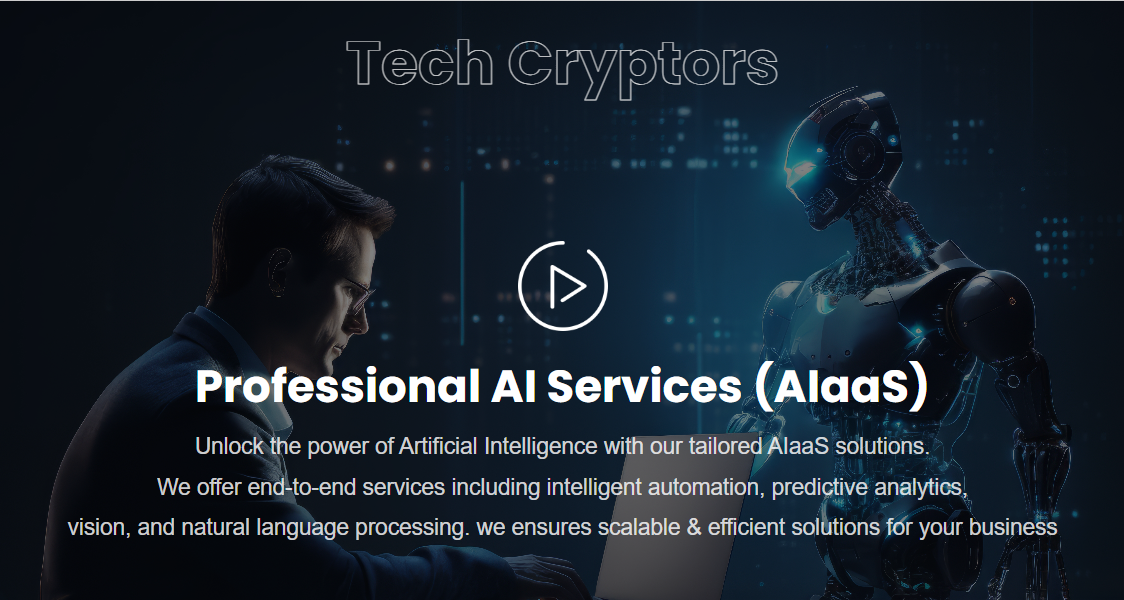 Tech Cryptors
Professional AI Services (AIaaS)
Unlock the power of Artificial Intelligence with our tailored AIaaS solutions.
We offer end-to-end services including intelligent automation, predictive analytics,
vision, and natural language processing. we ensures scalable & efficient solutions for your business